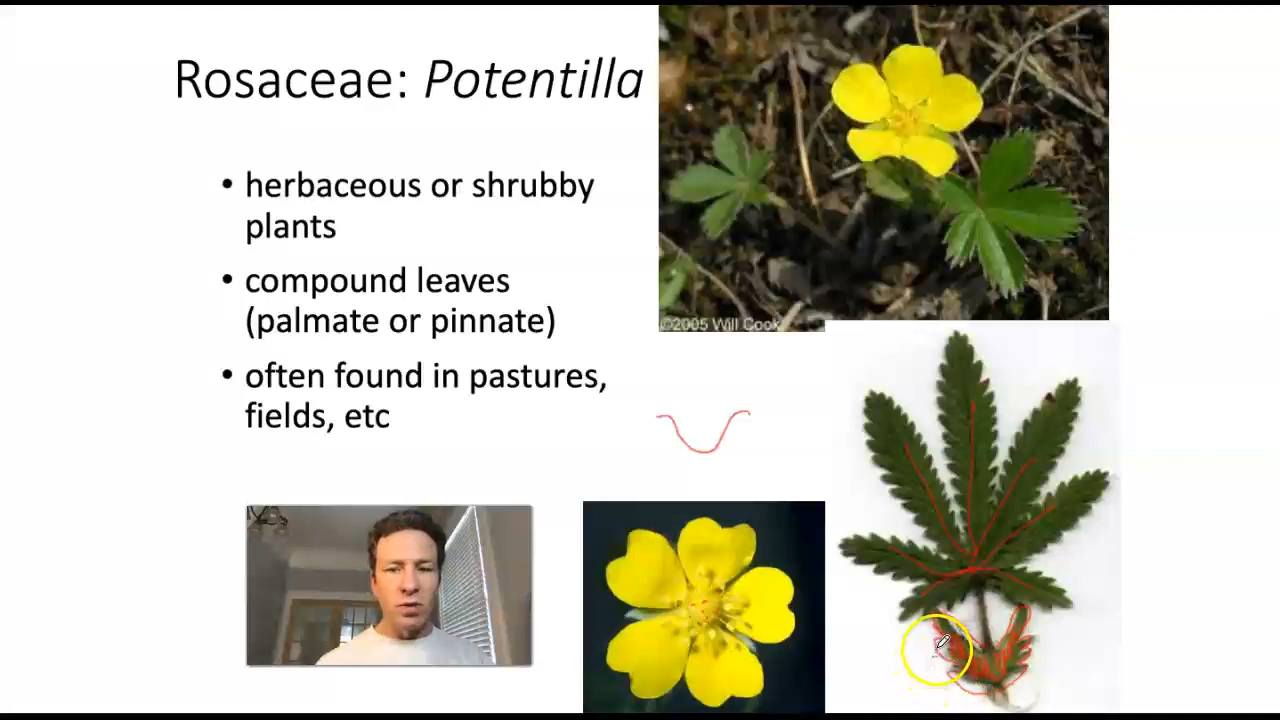 Rosaceae: Potentilla
• herbaceous or shrubby
plants
• compound leaves
(palmate or pinnate)
• often found in pastures,
fields, etc
©2005 Will Cook